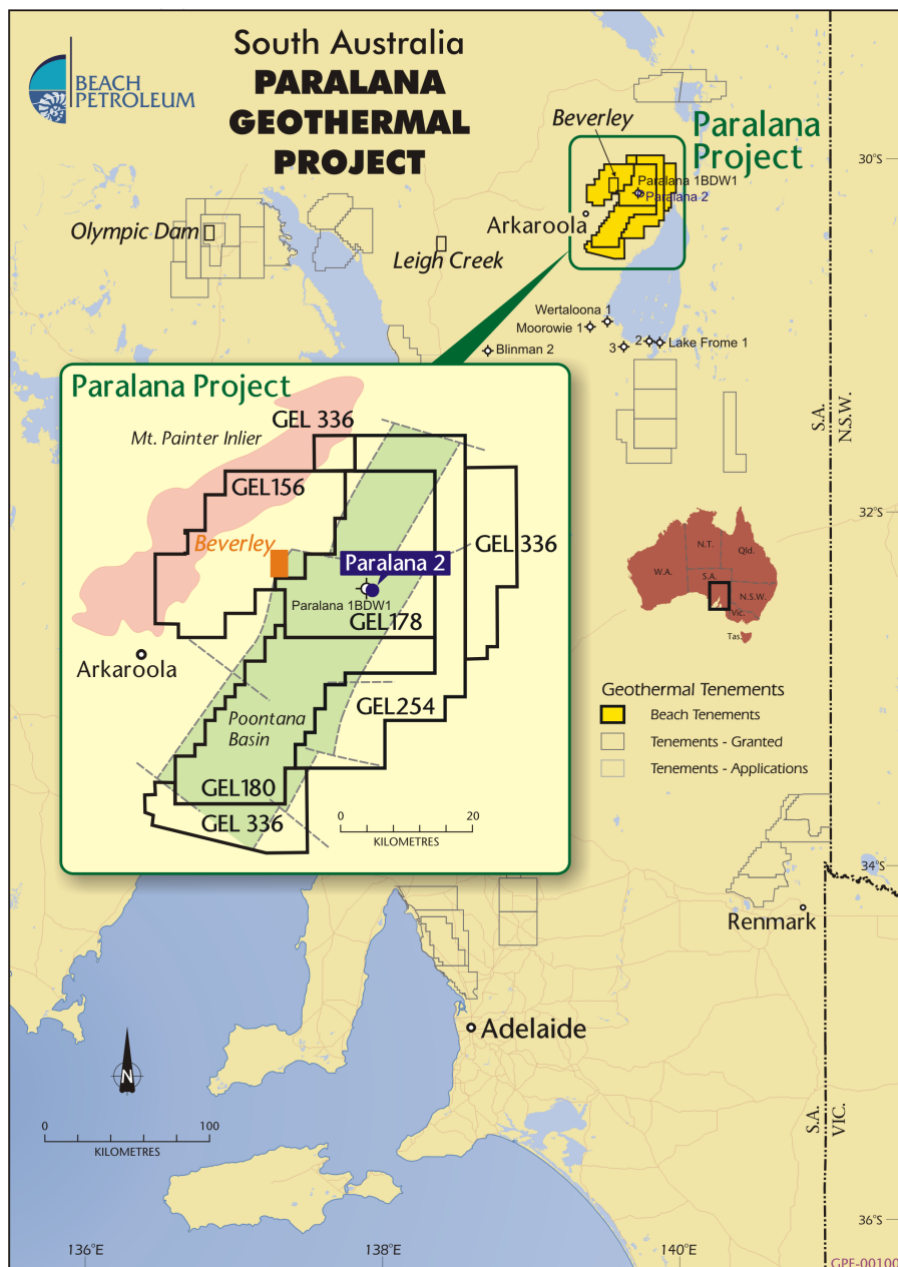 BEACH
PETROLEUM
South Australia
PARALANA
GEOTHERMAL
PROJECT
Beverley
Paralana
Project
30°S
Paralana 1BDW1
Paralana 2
Arkaroola
Olympic Dam
Leigh Creek
Wertaloona 1
Moorowie 1
Blinman 2
3
2
Lake Frome 1
S.A.
N.S.W.
32°S
Paralana Project
Mt. Painter Inlier
GEL 336
GEL156
Beverley
GEL 336
Paralana 2
Paralana 1BDW1
GEL178
Arkaroola
GEL254
Poontana
Basin
GEL180
GEL 336
0
20
KILOMETRES
N.T.
Qld.
W.A.
S.A.
N.S.W.
Vic.
Tas.
Geothermal Tenements
Beach Tenements
Tenements - Granted
Tenements - Applications
34°S
Renmark
Adelaide
N
0
100
KILOMETRES
S.A.
VIC.
36°S
136°E
138°E
140°E
GPE-00100